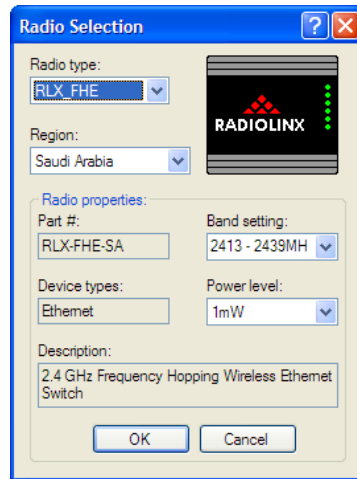 Radio Selection
Radio type:
RLX_FHE
RADIOLINX
Region:
Saudi Arabia
Radio properties:
Part #:
Band setting:
RLX-FHE-SA
2413 - 2439MH
Device types:
Power level:
Ethernet
1mW
Description:
2.4 GHz Frequency Hopping Wireless Ethernet
Switch
OK
Cancel